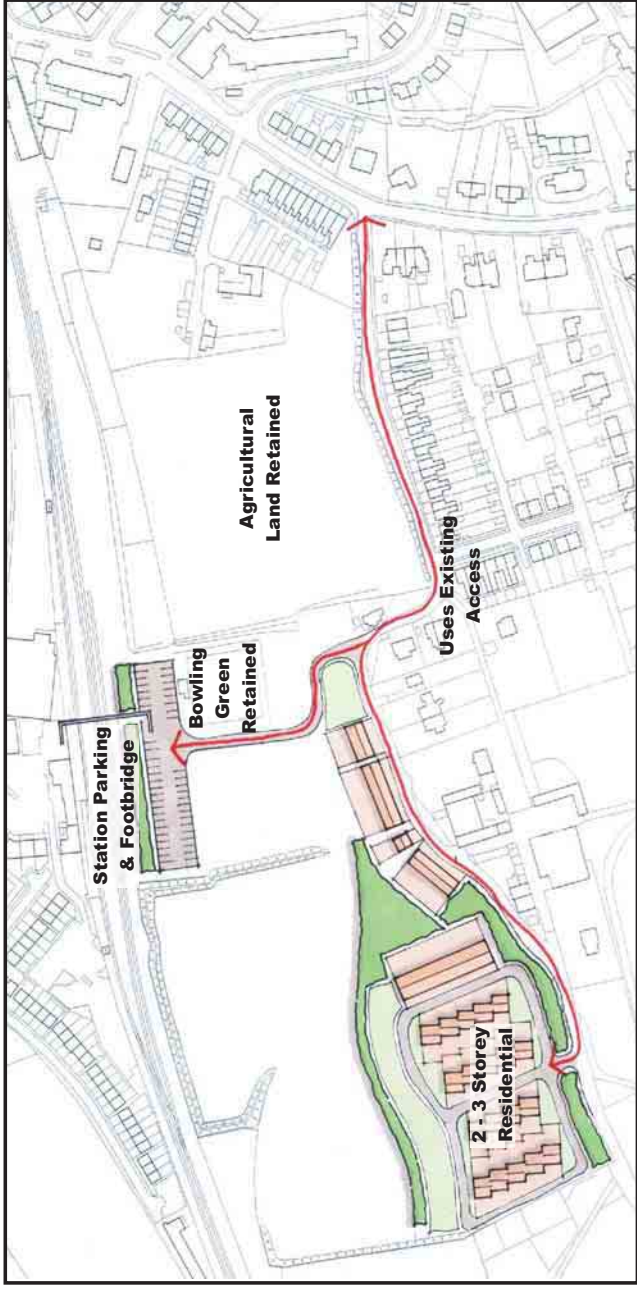 Station Parking
& Footbridge
Bowling
Green
Retained
Agricultural
Land Retained
Uses Existing
Access
2 - 3 Storey
Residential